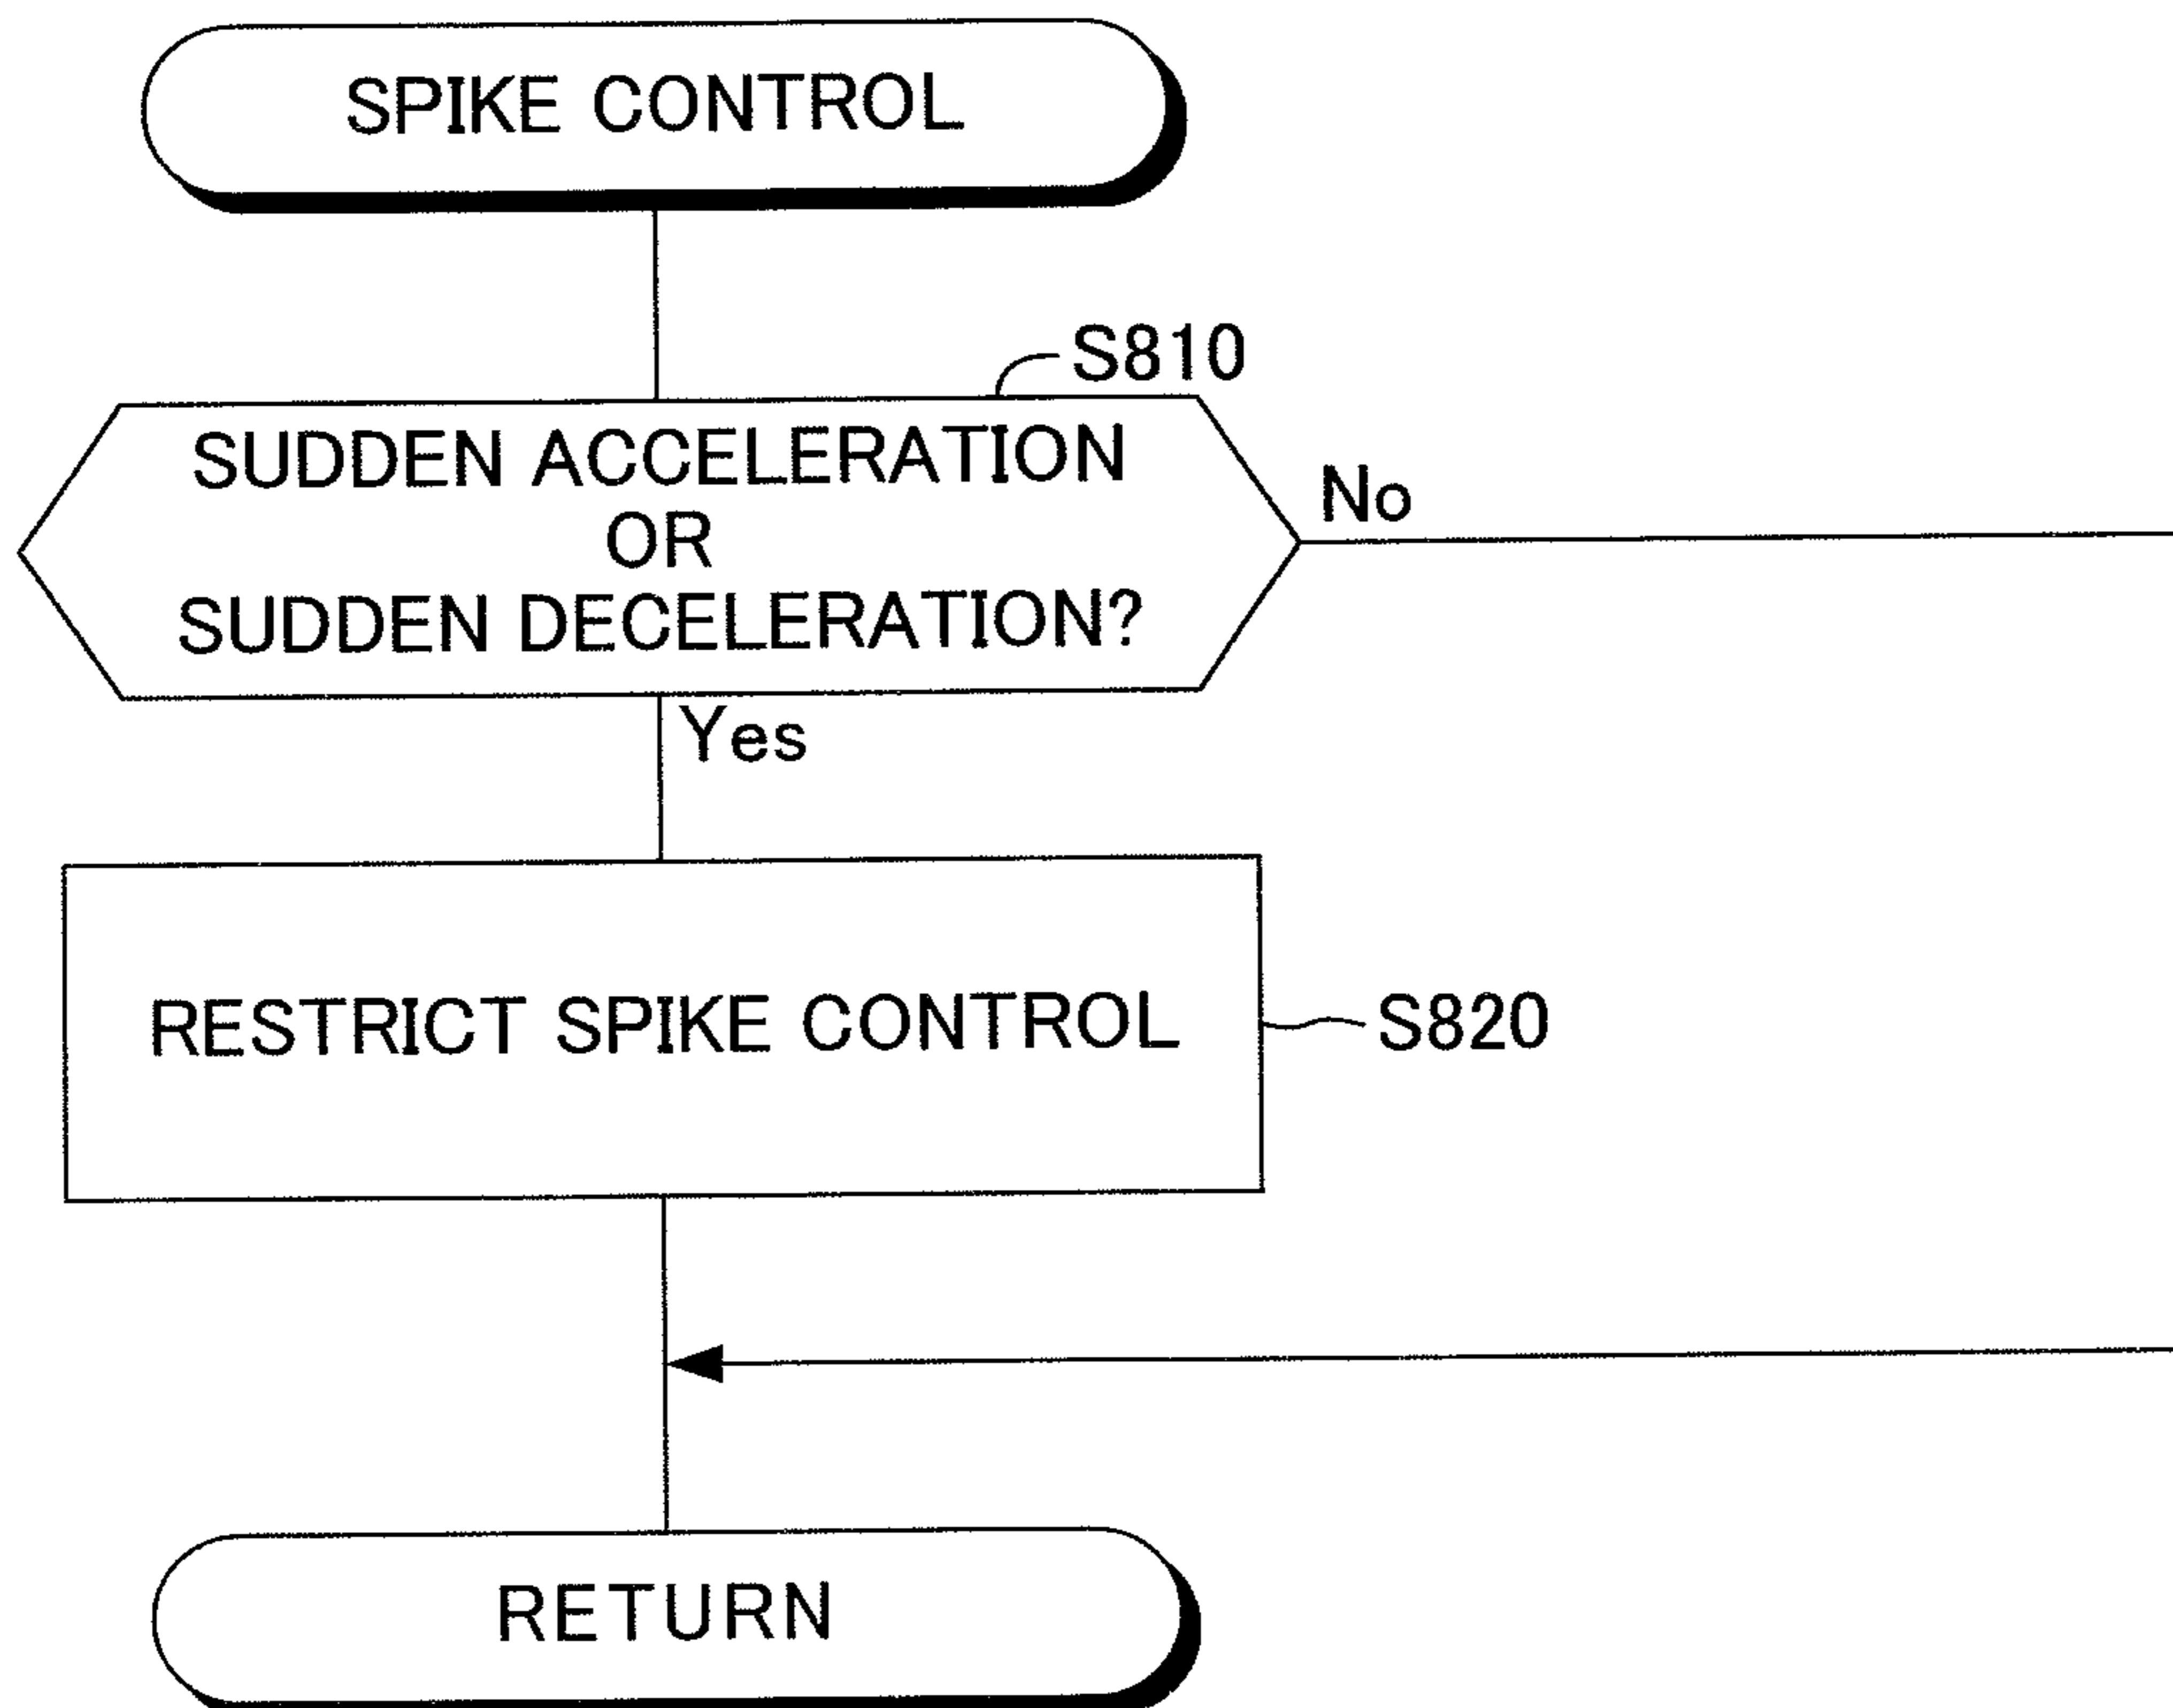 SPIKE CONTROL
S810
SUDDEN ACCELERATION
OR
SUDDEN DECELERATION?
No
Yes
RESTRICT SPIKE CONTROL
S820
RETURN